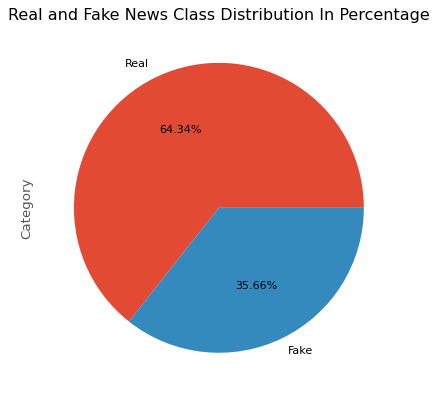 Real and Fake News Class Distribution In Percentage
Real
64.34%
Category
35.66%
Fake